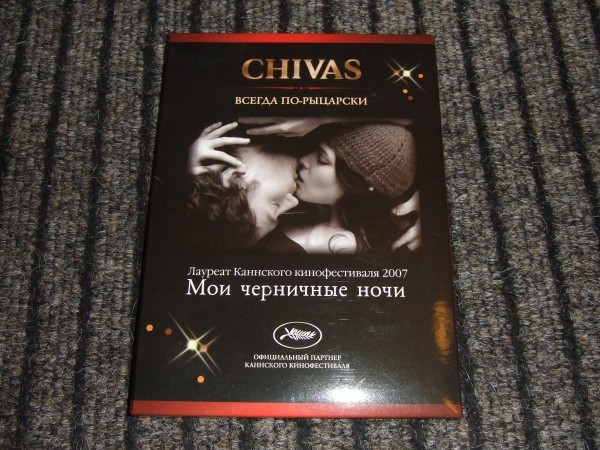 CHIVAS
ВСЕГДА ПО-РЫЦАРСКИ
Лауреат Каннского кинофестиваля 2007
Мои черничные ночи
ОФИЦИАЛЬНЫЙ ПАРТНЕР
КАННСКОГО КИНОФЕСТИВАЛЯ